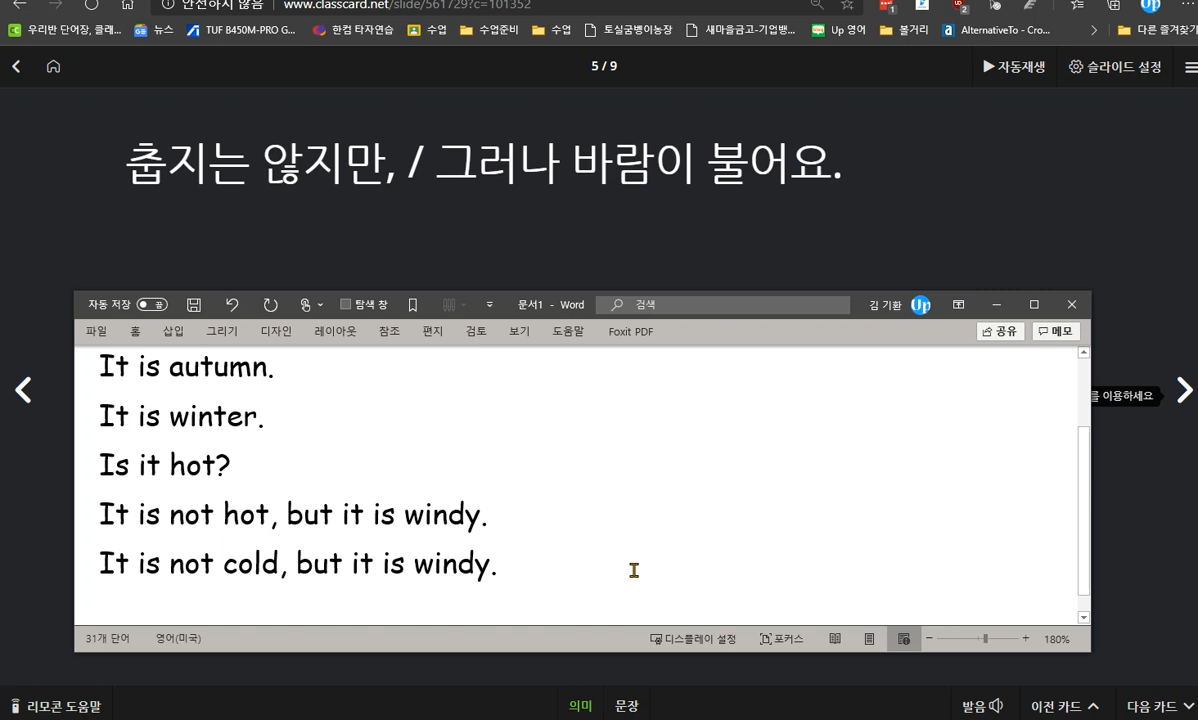 안전하지 않음 www.classcard.net/slide/561729?c=101352
우리반 단어장, 클래... 뉴스 TUF B450M-PRO G... 한컴 타자연습 수업 수업준비 수업 토실굼벵이농장 새마을금고-기업뱅... Up 영어 볼거리 AlternativeTo - Cro... 다른 즐겨찾기
5 / 9 자동재생 슬라이드 설정
춥지는 않지만, / 그러나 바람이 불어요.
자동 저장 끔 탐색 창 문서1 - Word 검색 김 기환 Up
파일 홈 삽입 그리기 디자인 레이아웃 참조 편지 검토 보기 도움말 Foxit PDF 공유 메모
It is autumn.
를 이용하세요
It is winter.
Is it hot?
It is not hot, but it is windy.
It is not cold, but it is windy.
31개 단어 영어(미국) 디스플레이 설정 포커스 180%
리모콘 도움말 의미 문장 발음 이전 카드 다음 카드